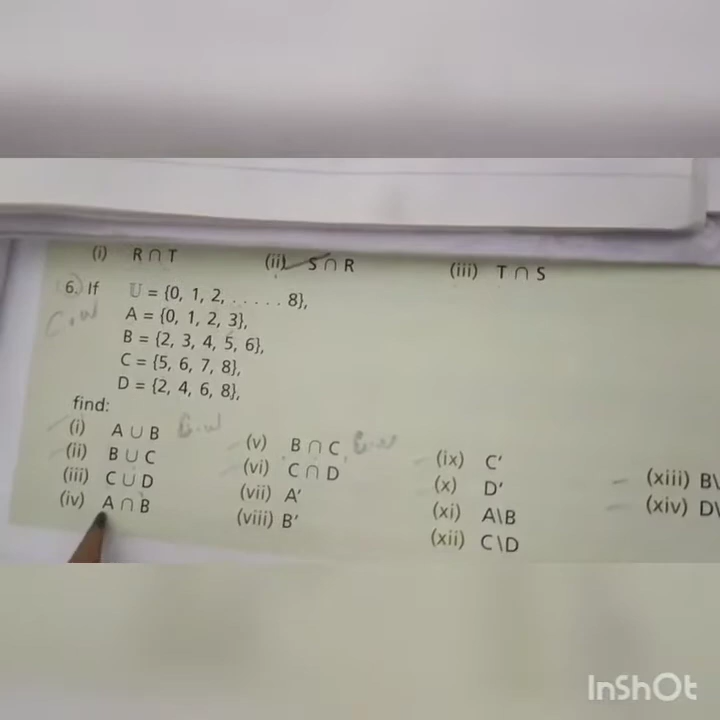 (i) R ∩ T (ii) S ∩ R (iii) T ∩ S
6. If U = {0, 1, 2, . . . . . 8},
C.W
A = {0, 1, 2, 3},
B = {2, 3, 4, 5, 6},
C = {5, 6, 7, 8},
D = {2, 4, 6, 8},
find:
(i) A ∪ B C.W
(ii) B ∪ C
(iii) C ∪ D
(iv) A ∩ B
(v) B ∩ C C.W
(vi) C ∩ D
(vii) A′
(viii) B′
(ix) C′
(x) D′
(xi) A\B
(xii) C\D
(xiii) B\
(xiv) D\
InShOt